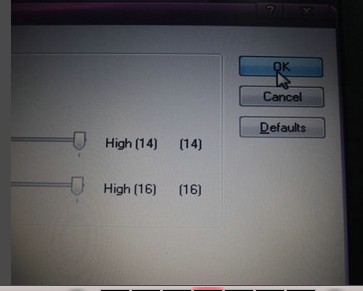 OK
Cancel
Defaults
High (14) (14)
High (16) (16)